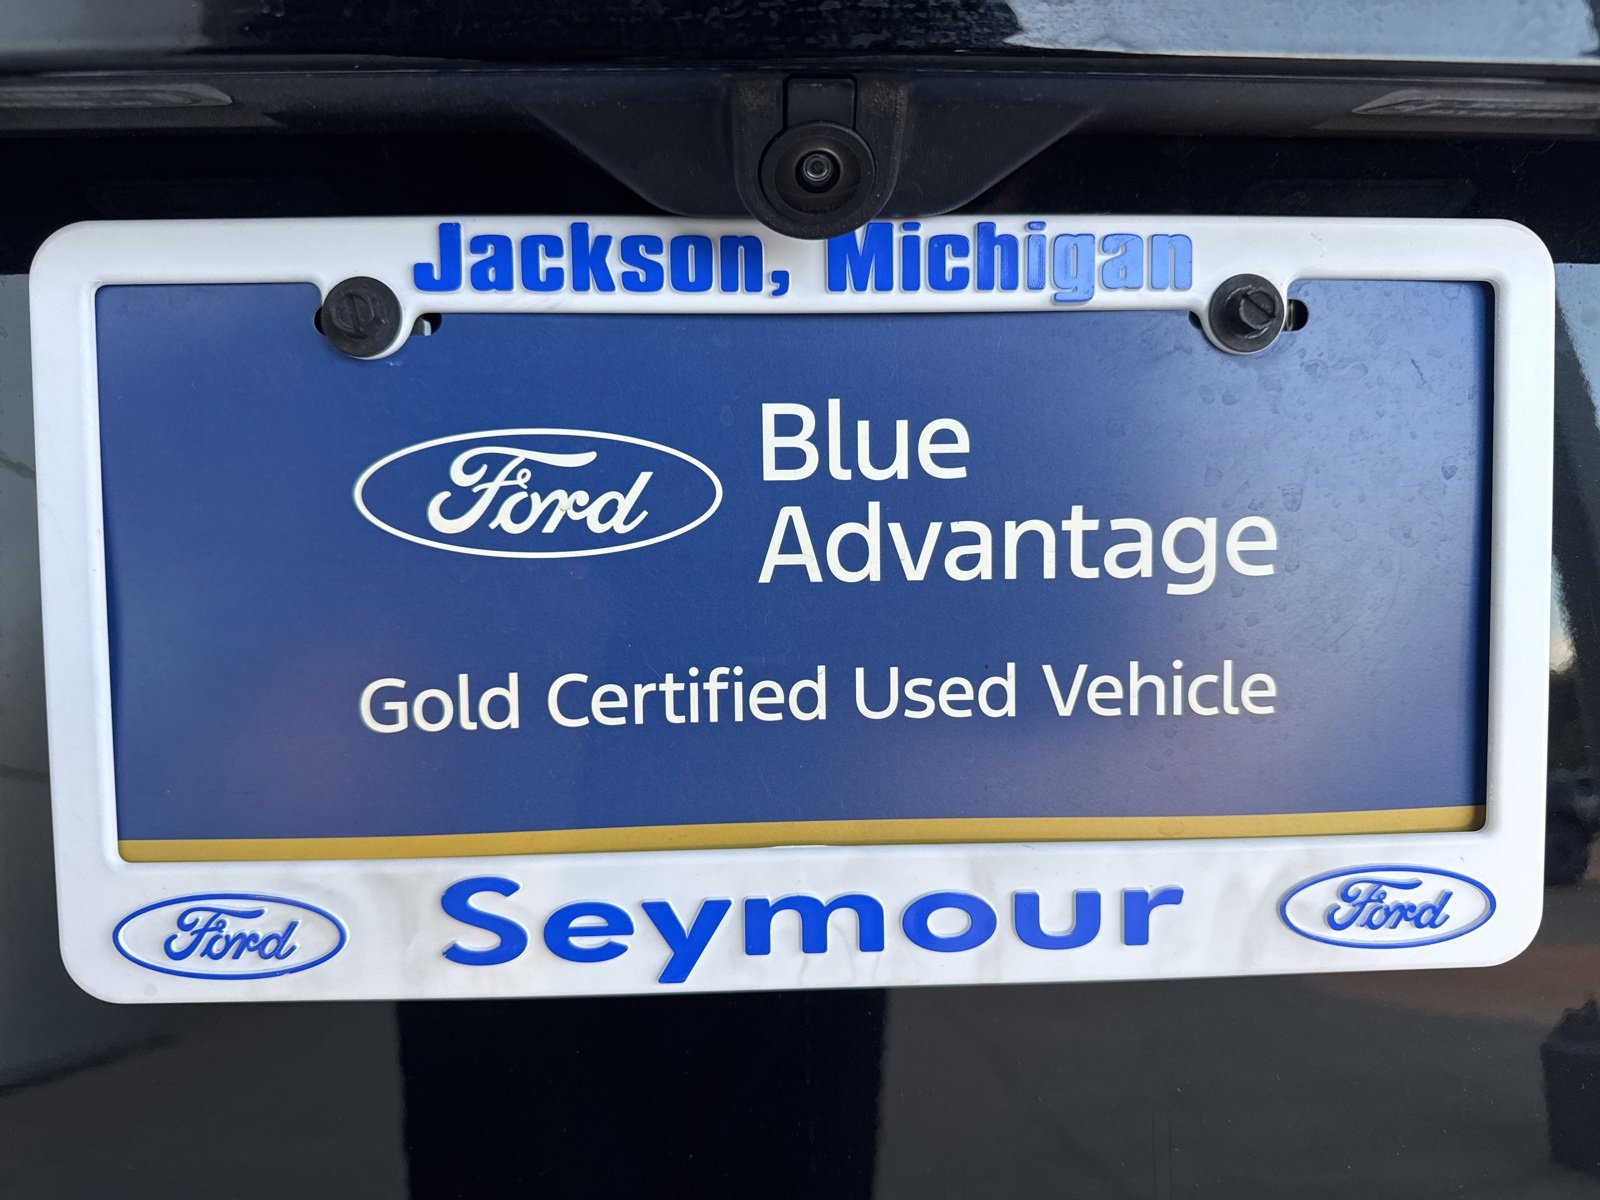 Jackson, Michigan
Ford
Blue
Advantage
Gold Certified Used Vehicle
Ford
Seymour
Ford